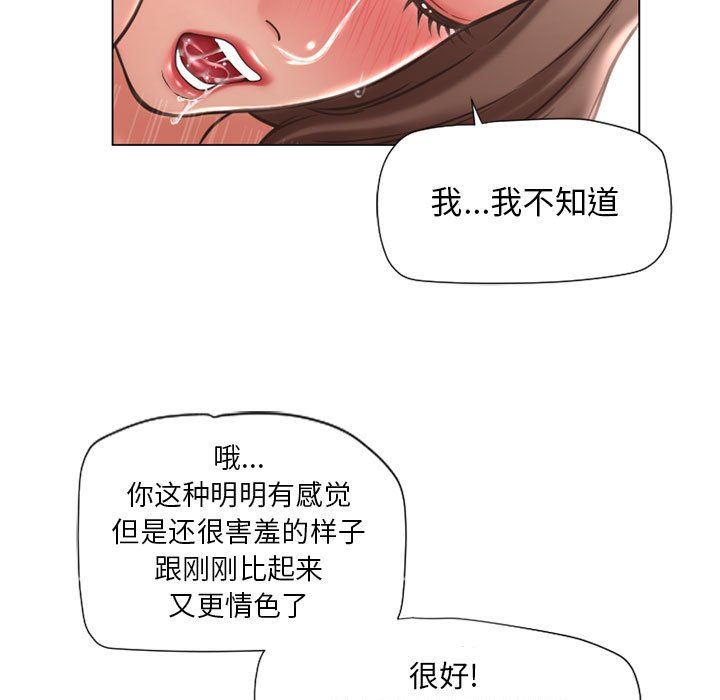 我...我不知道
哦...
你这种明明有感觉
但是还很害羞的样子
跟刚刚比起来
又更情色了
很好!